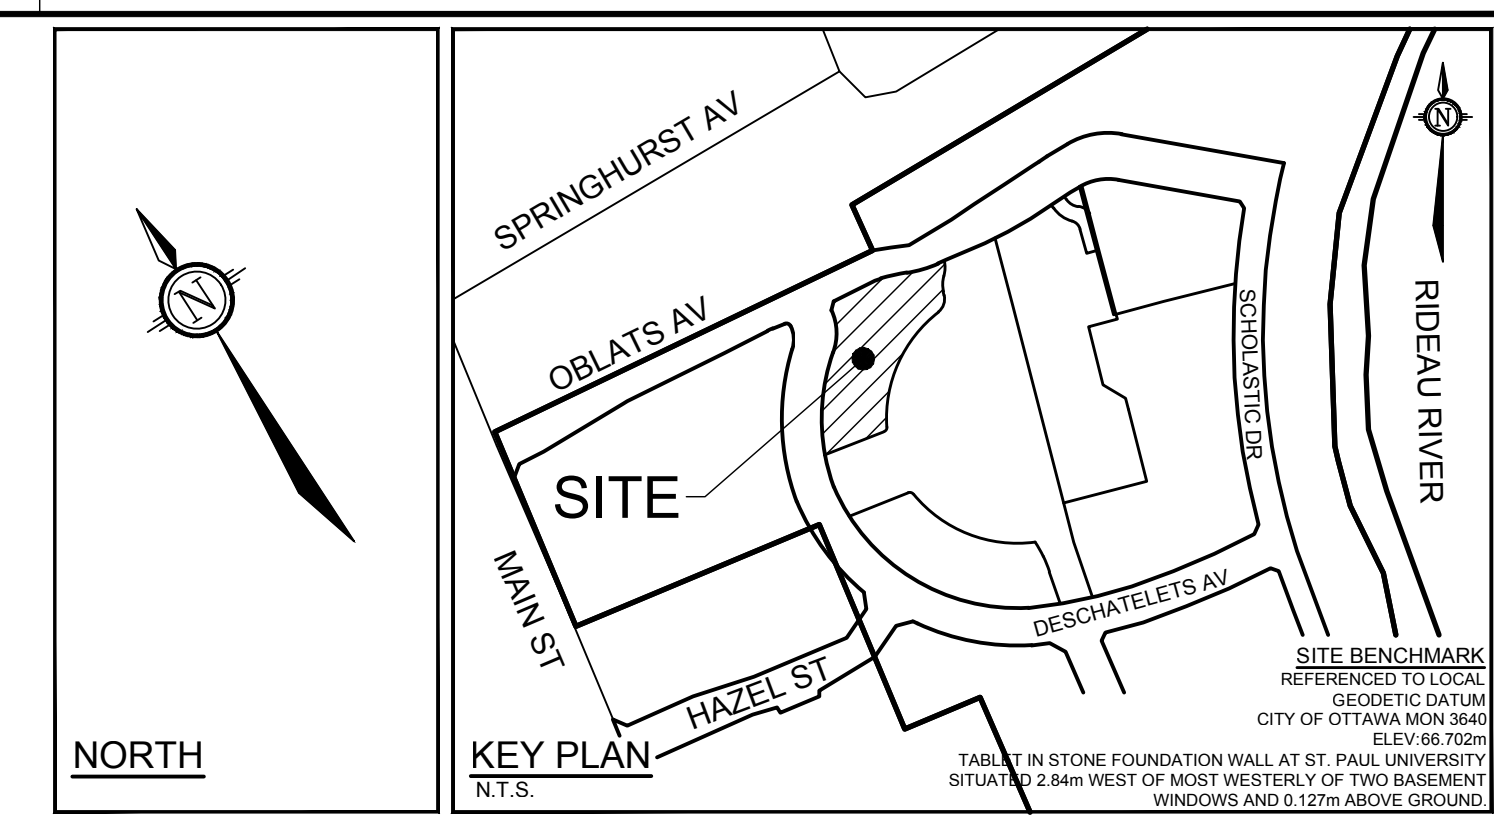 N
NORTH
SPRINGHURST AV
N
OBLATS AV
SCHOLASTIC DR
RIDEAU RIVER
SITE
MAIN ST
DESCHATELETS AV
HAZEL ST
KEY PLAN
N.T.S.
SITE BENCHMARK
REFERENCED TO LOCAL
GEODETIC DATUM
CITY OF OTTAWA MON 3640
ELEV:66.702m
TABLET IN STONE FOUNDATION WALL AT ST. PAUL UNIVERSITY
SITUATED 2.84m WEST OF MOST WESTERLY OF TWO BASEMENT
WINDOWS AND 0.127m ABOVE GROUND.